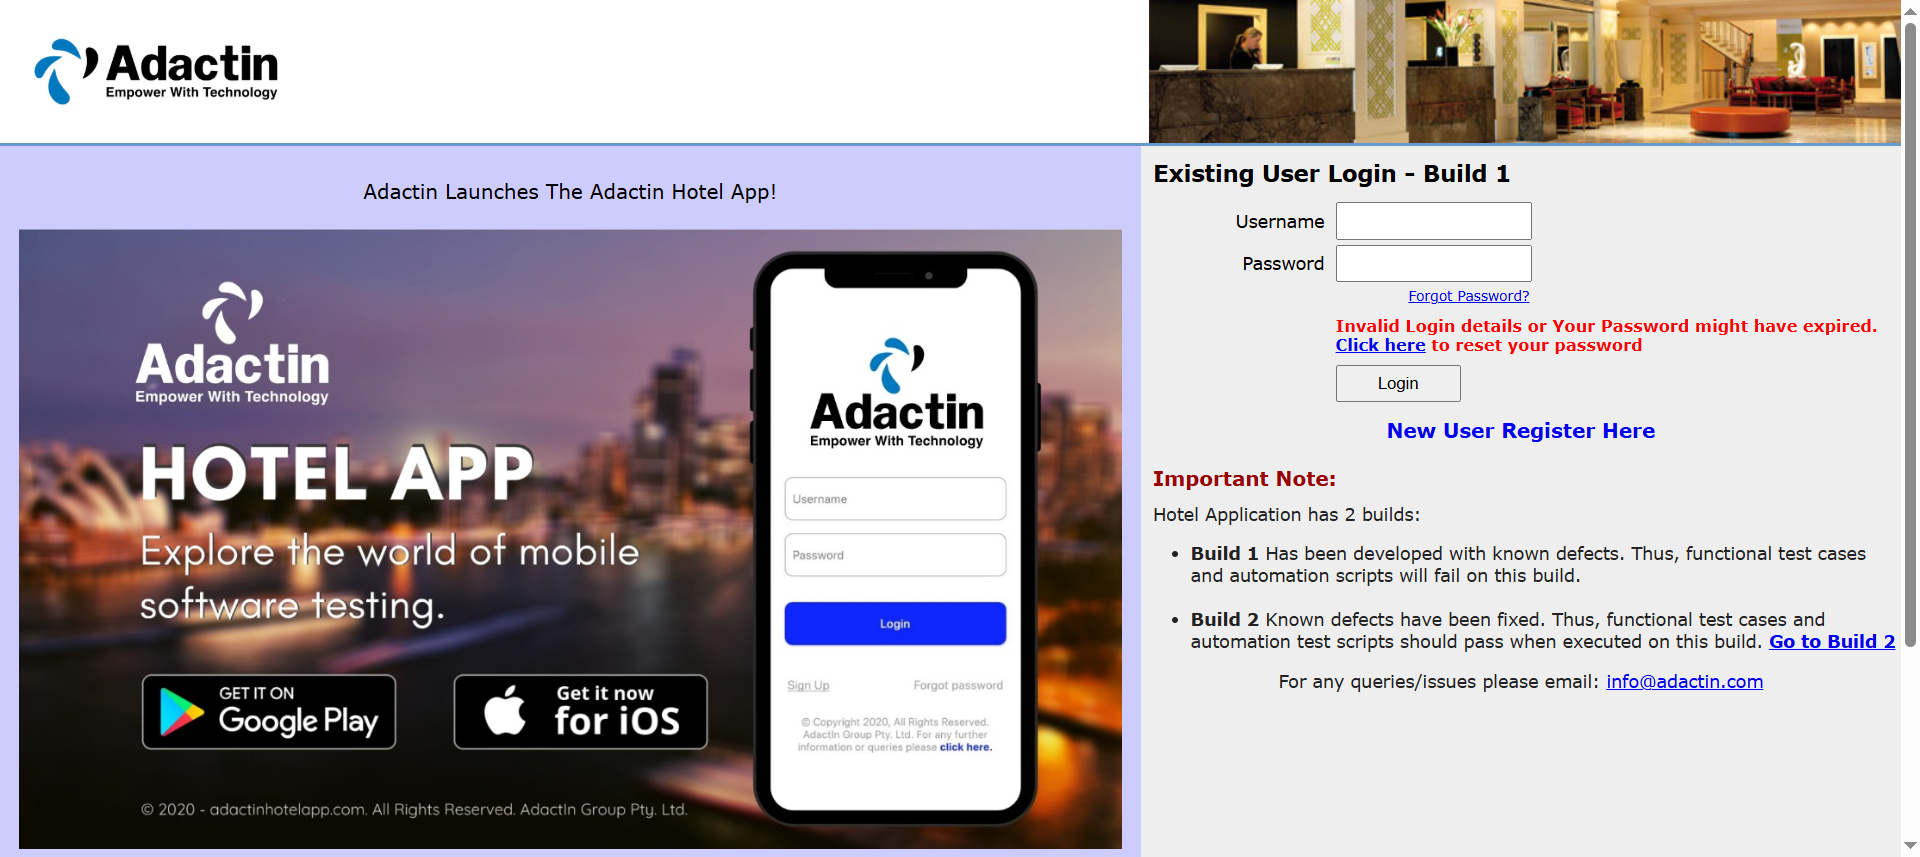 Adactin
Empower With Technology
Adactin Launches The Adactin Hotel App!
Adactin
Empower With Technology
HOTEL APP
Explore the world of mobile
software testing.
GET IT ON
Google Play
Get it now
for iOS
© 2020 - adactinhotelapp.com. All Rights Reserved. AdactIn Group Pty. Ltd.
Adactin
Empower With Technology
Username
Password
Login
Sign Up
Forgot password
© Copyright 2020, All Rights Reserved.
AdactIn Group Pty. Ltd. For any further
information or queries please click here.
Existing User Login - Build 1
Username
Password
Forgot Password?
Invalid Login details or Your Password might have expired.
Click here to reset your password
Login
New User Register Here
Important Note:
Hotel Application has 2 builds:
• Build 1 Has been developed with known defects. Thus, functional test cases
and automation scripts will fail on this build.
• Build 2 Known defects have been fixed. Thus, functional test cases and
automation test scripts should pass when executed on this build. Go to Build 2
For any queries/issues please email: info@adactin.com